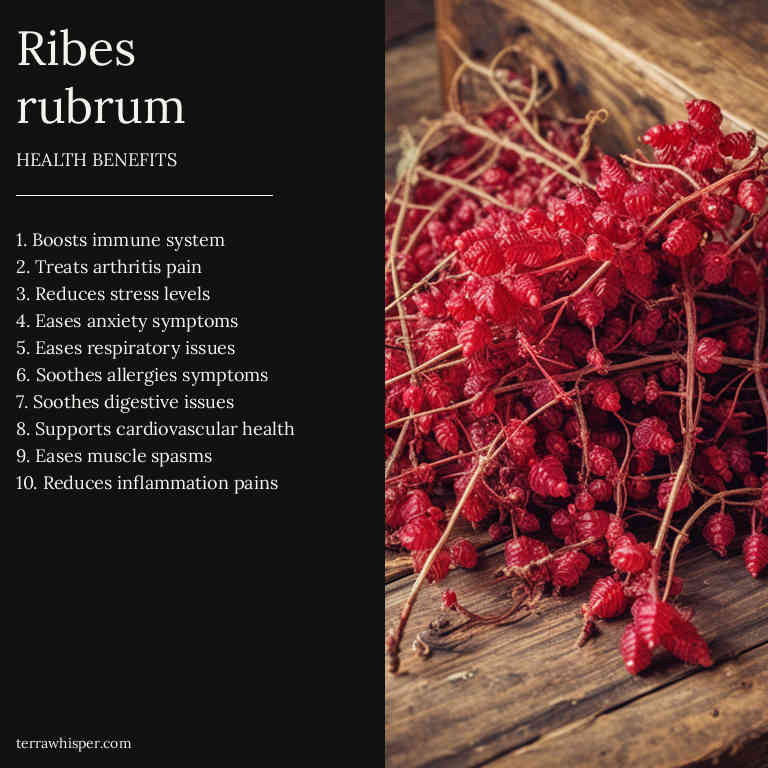 Ribes
rubrum
HEALTH BENEFITS
1. Boosts immune system
2. Treats arthritis pain
3. Reduces stress levels
4. Eases anxiety symptoms
5. Eases respiratory issues
6. Soothes allergies symptoms
7. Soothes digestive issues
8. Supports cardiovascular health
9. Eases muscle spasms
10. Reduces inflammation pains
terrawhisper.com